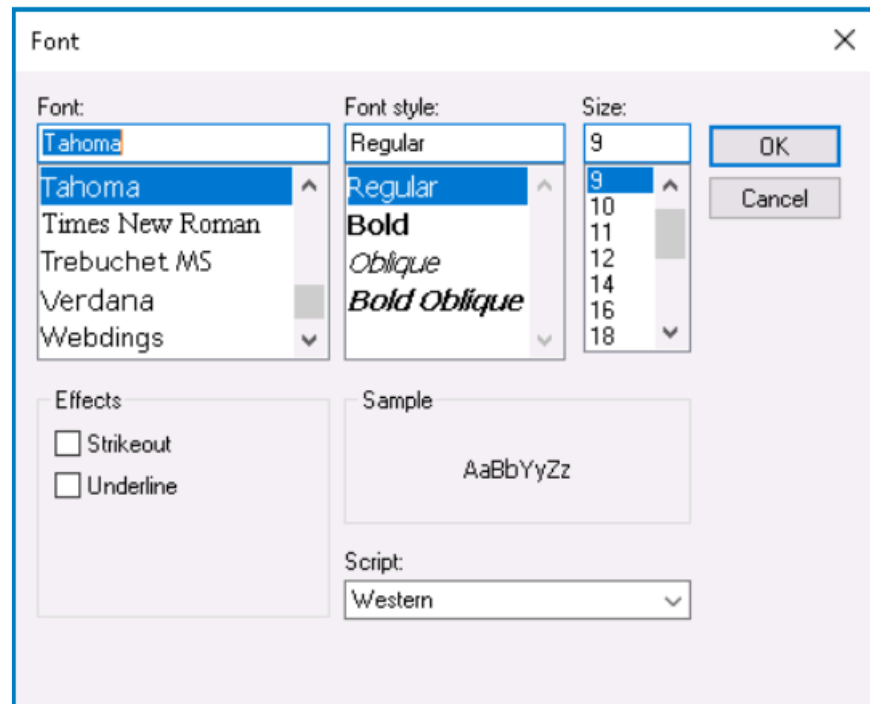 Font
Font:
Font style:
Size:
Tahoma
Regular
9
OK
Cancel
Tahoma
Times New Roman
Trebuchet MS
Verdana
Webdings
Regular
Bold
Oblique
Bold Oblique
9
10
11
12
14
16
18
Effects
Strikeout
Underline
Sample
AaBbYyZz
Script:
Western